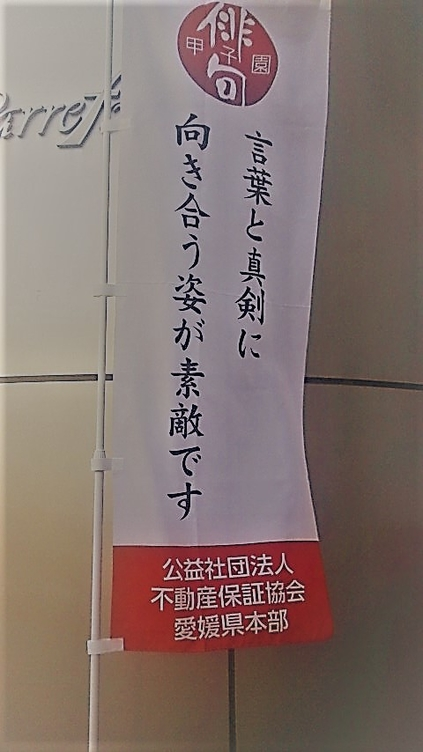 俳句
甲子園
言葉と真剣に
向き合う姿が素敵です
公益社団法人
不動産保証協会
愛媛県本部